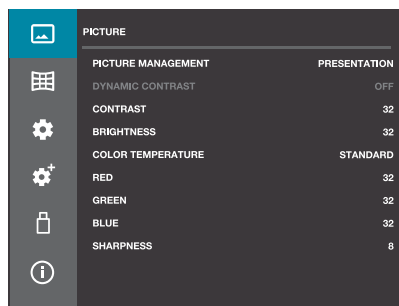 PICTURE
PICTURE MANAGEMENT PRESENTATION
DYNAMIC CONTRAST OFF
CONTRAST 32
BRIGHTNESS 32
COLOR TEMPERATURE STANDARD
RED 32
GREEN 32
BLUE 32
SHARPNESS 8